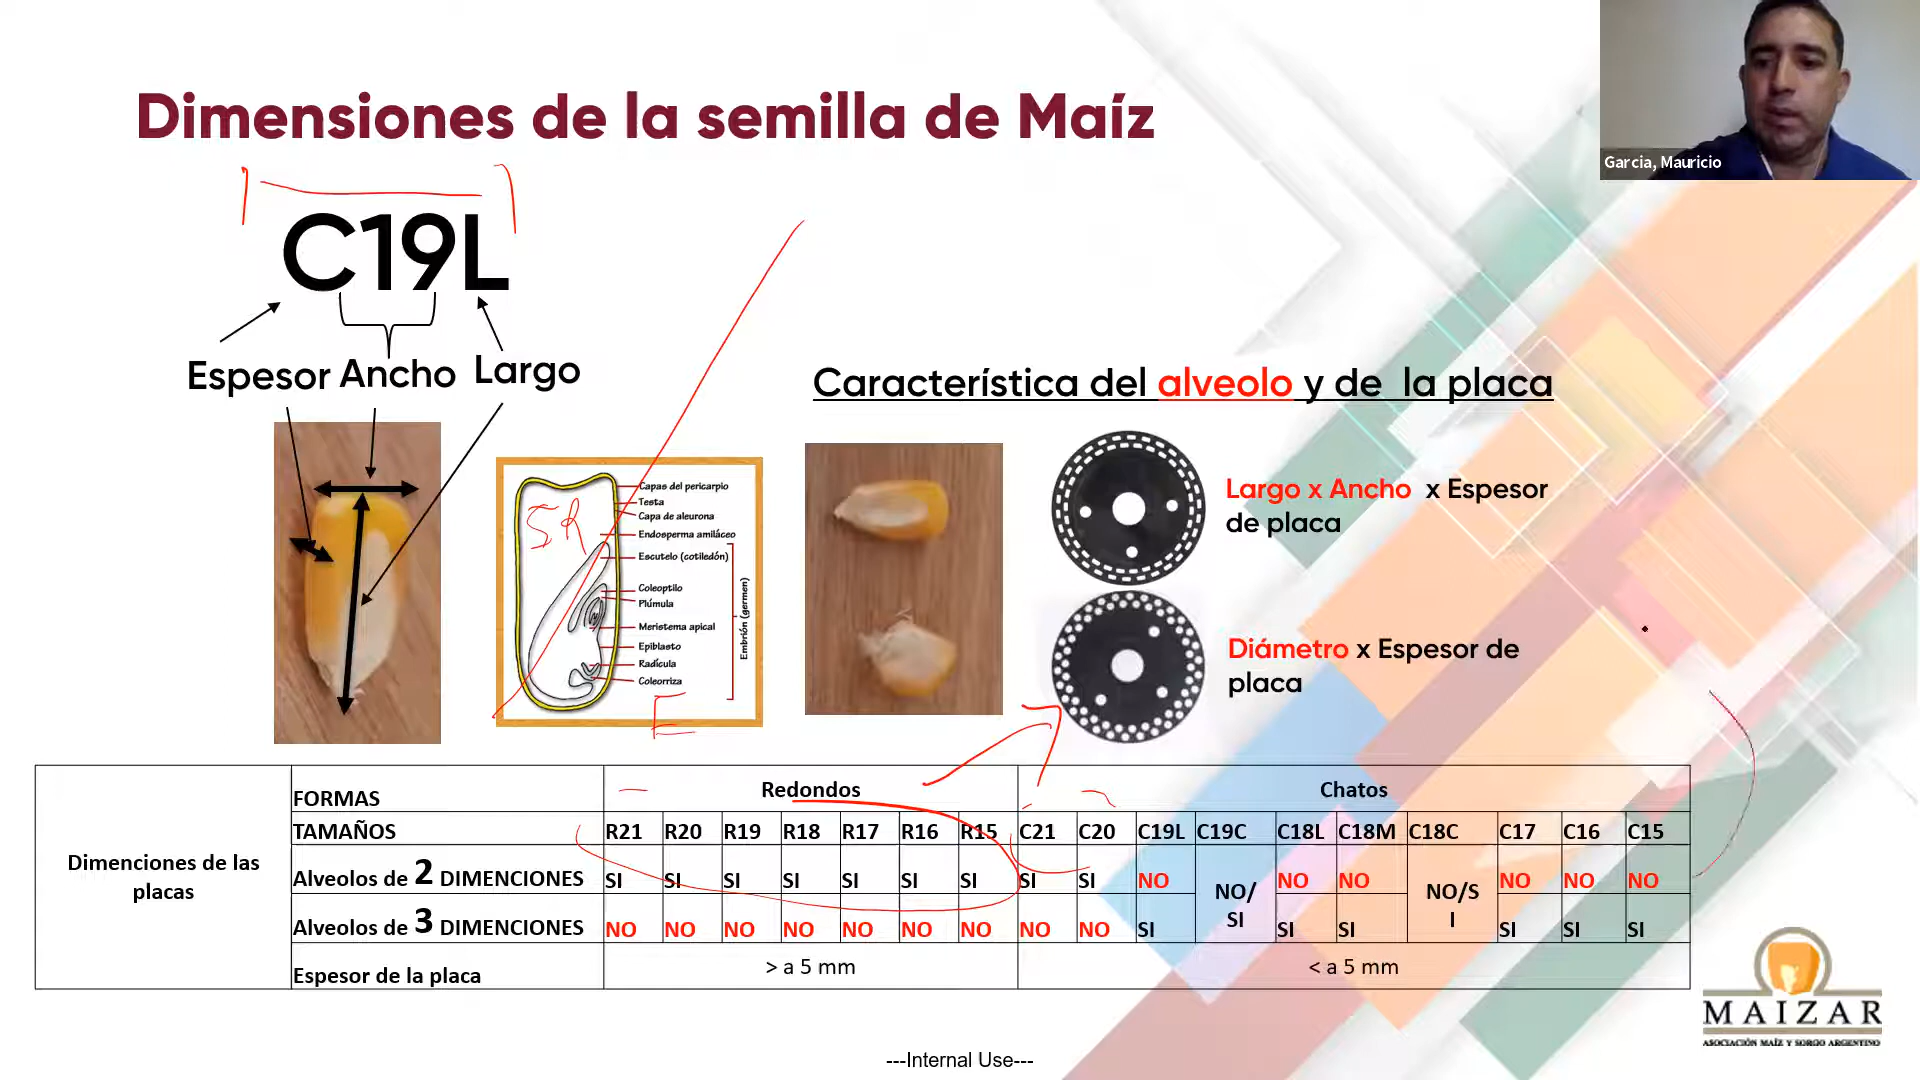 Dimensiones de la semilla de Maíz
Garcia, Mauricio
C19L
Espesor Ancho Largo
Característica del alveolo y de la placa
Capas del pericarpio
Testa
Capa de aleurona
Endosperma amiláceo
Escutelo (cotiledón)
Coleoptilo
Plúmula
Meristema apical
Epiblasto
Radícula
Coleorriza
Embrión (germen)
SR
E
Largo x Ancho x Espesor
de placa
Diámetro x Espesor de
placa
Dimenciones de las
placas
FORMAS Redondos Chatos
TAMAÑOS R21 R20 R19 R18 R17 R16 R15 C21 C20 C19L C19C C18L C18M C18C C17 C16 C15
Alveolos de 2 DIMENCIONES SI SI SI SI SI SI SI SI SI NO NO/ NO NO NO/S NO NO NO
Alveolos de 3 DIMENCIONES NO NO NO NO NO NO NO NO NO SI SI SI SI I SI SI SI
Espesor de la placa > a 5 mm < a 5 mm
MAIZAR
ASOCIACIÓN MAÍZ Y SORGO ARGENTINO
---Internal Use---